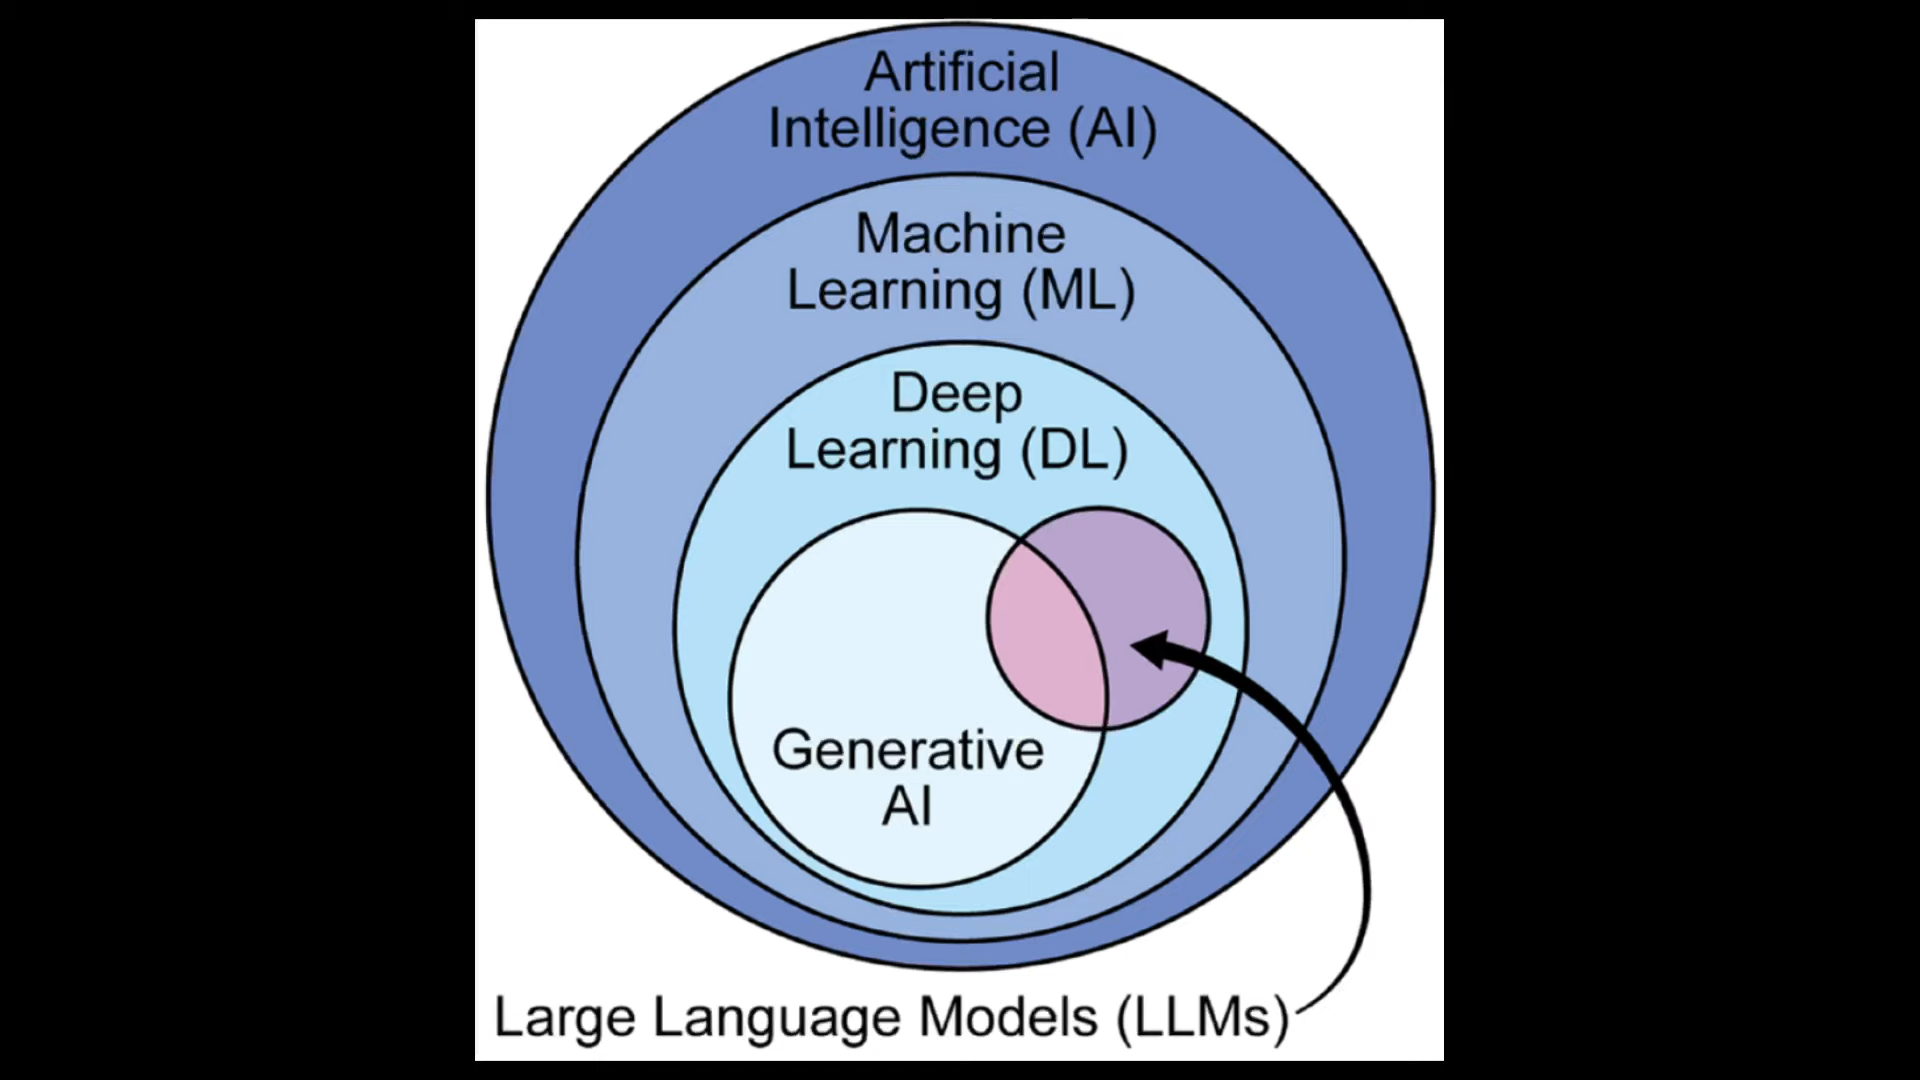 Artificial
Intelligence (AI)
Machine
Learning (ML)
Deep
Learning (DL)
Generative
AI
Large Language Models (LLMs)